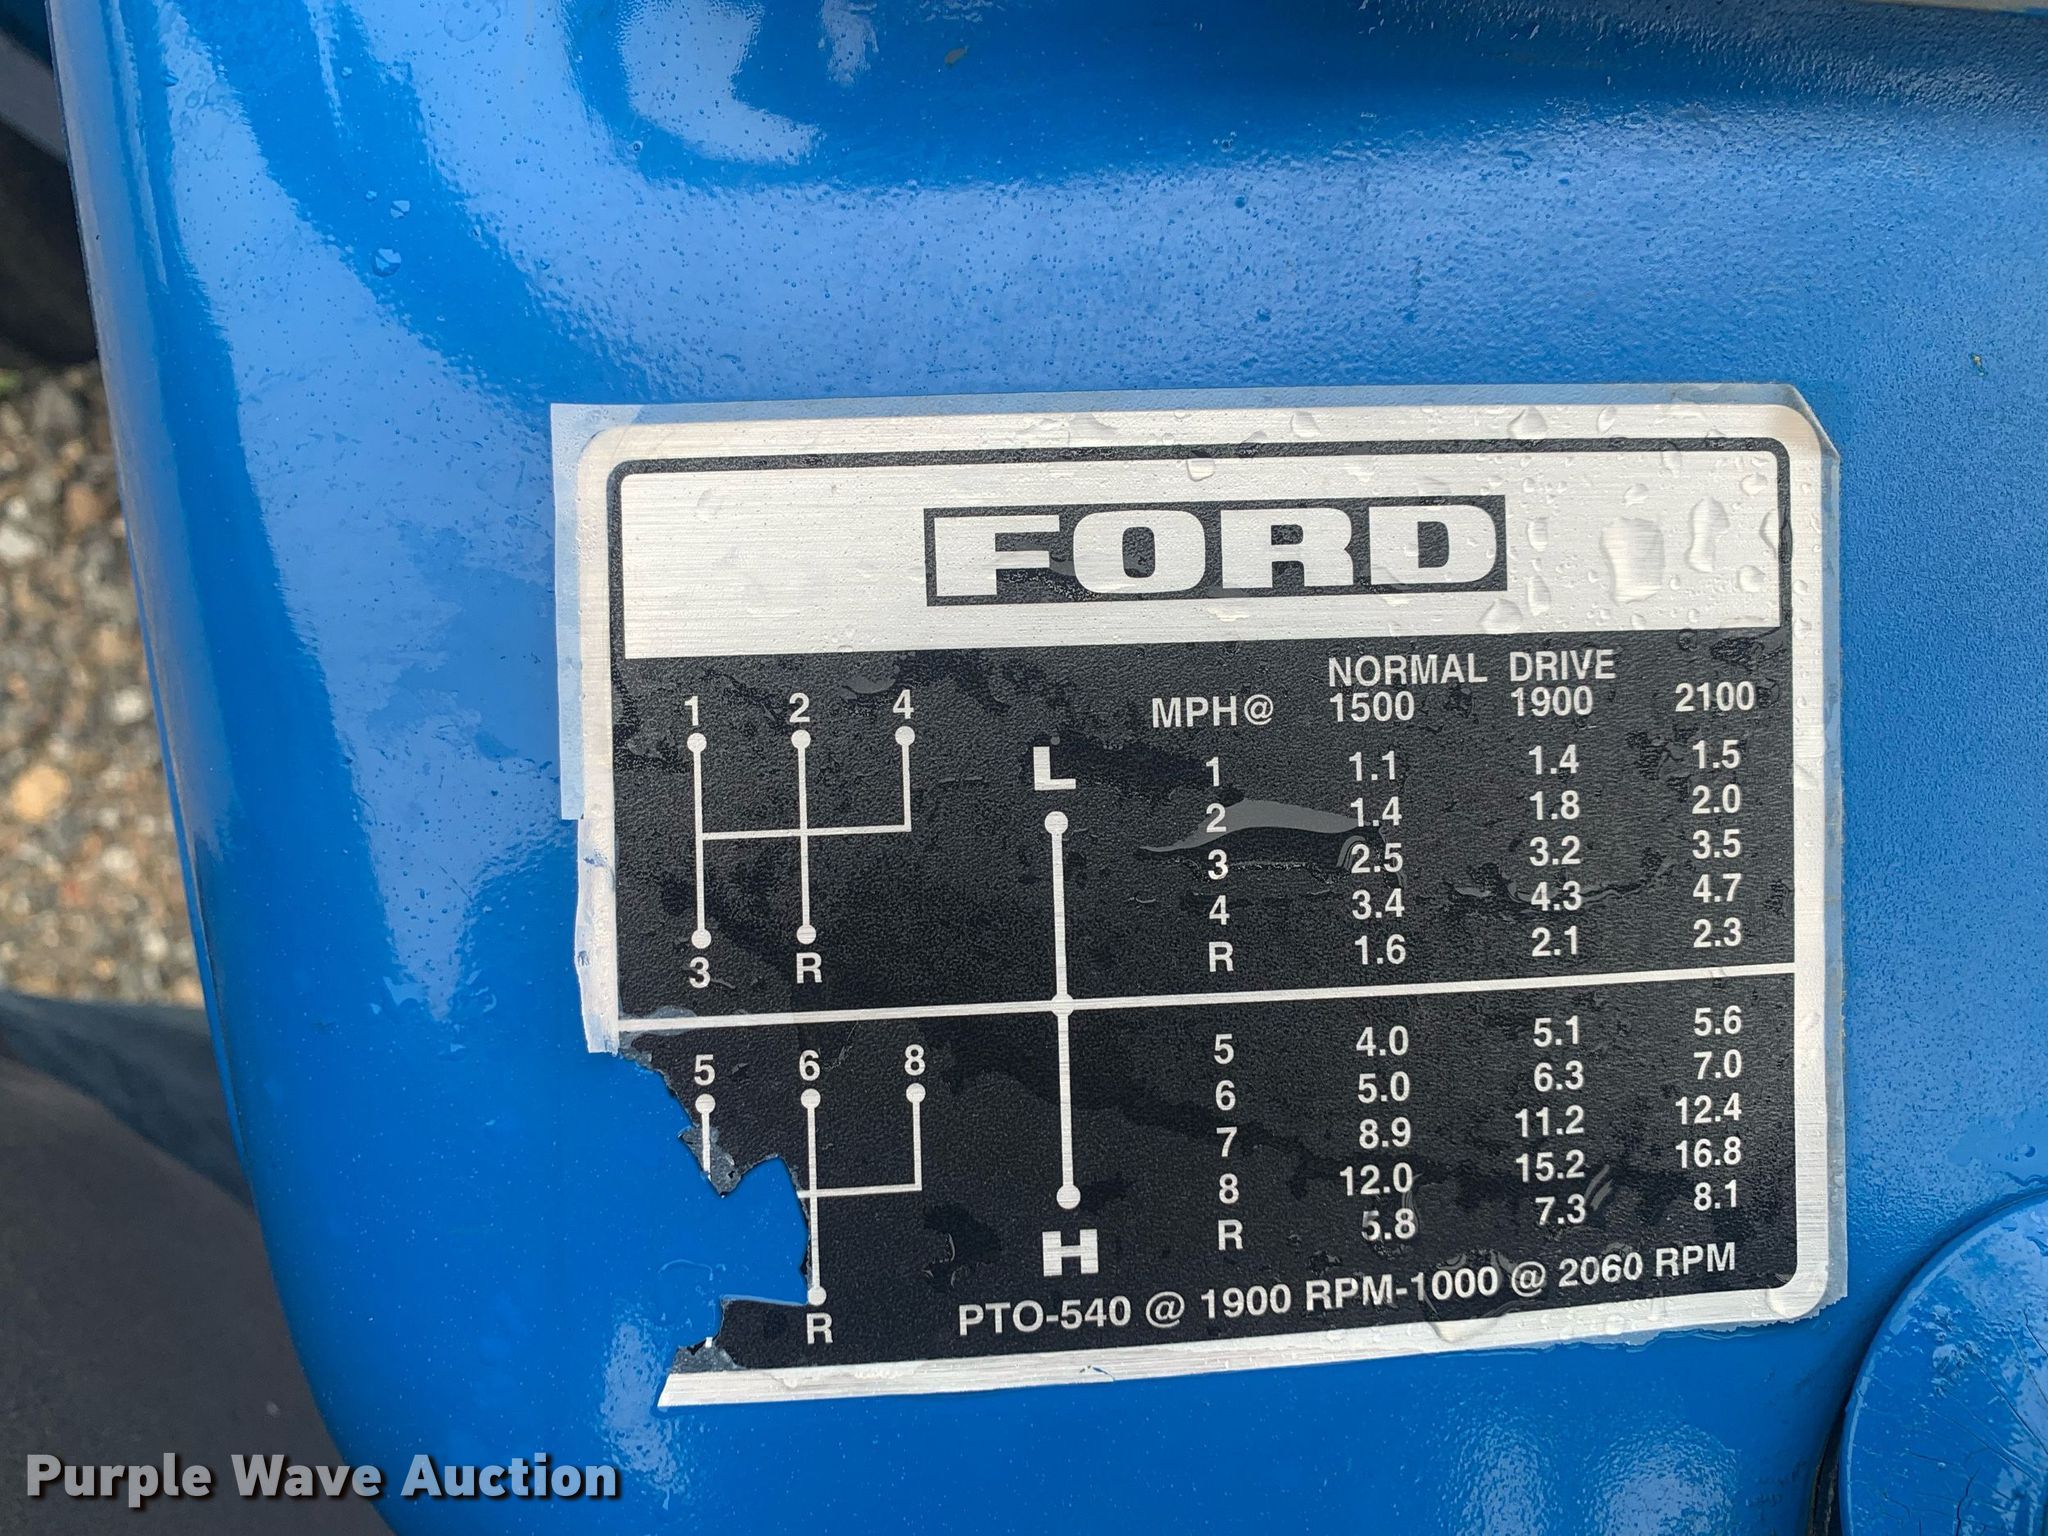 FORD
NORMAL DRIVE
MPH@ 1500 1900 2100
1 2 4
L
1 1.1 1.4 1.5
2 1.4 1.8 2.0
3 2.5 3.2 3.5
4 3.4 4.3 4.7
R 1.6 2.1 2.3
3 R
5 6 8
5 4.0 5.1 5.6
6 5.0 6.3 7.0
7 8.9 11.2 12.4
8 12.0 15.2 16.8
R 5.8 7.3 8.1
H
R
PTO-540 @ 1900 RPM-1000 @ 2060 RPM
Purple Wave Auction